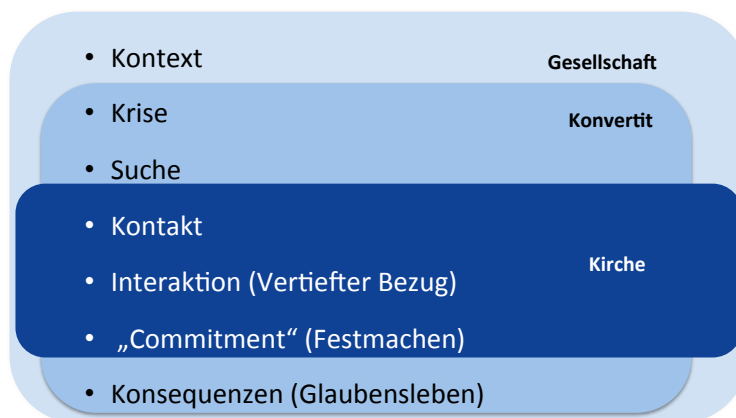 • Kontext
Gesellschaft
• Krise
Konvertit
• Suche
• Kontakt
• Interaktion (Vertiefter Bezug)
Kirche
• „Commitment“ (Festmachen)
• Konsequenzen (Glaubensleben)